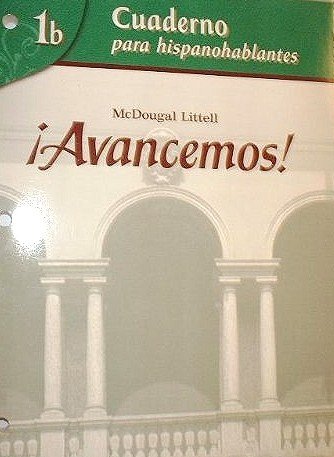 1b
Cuaderno
para hispanohablantes
McDougal Littell
¡Avancemos!